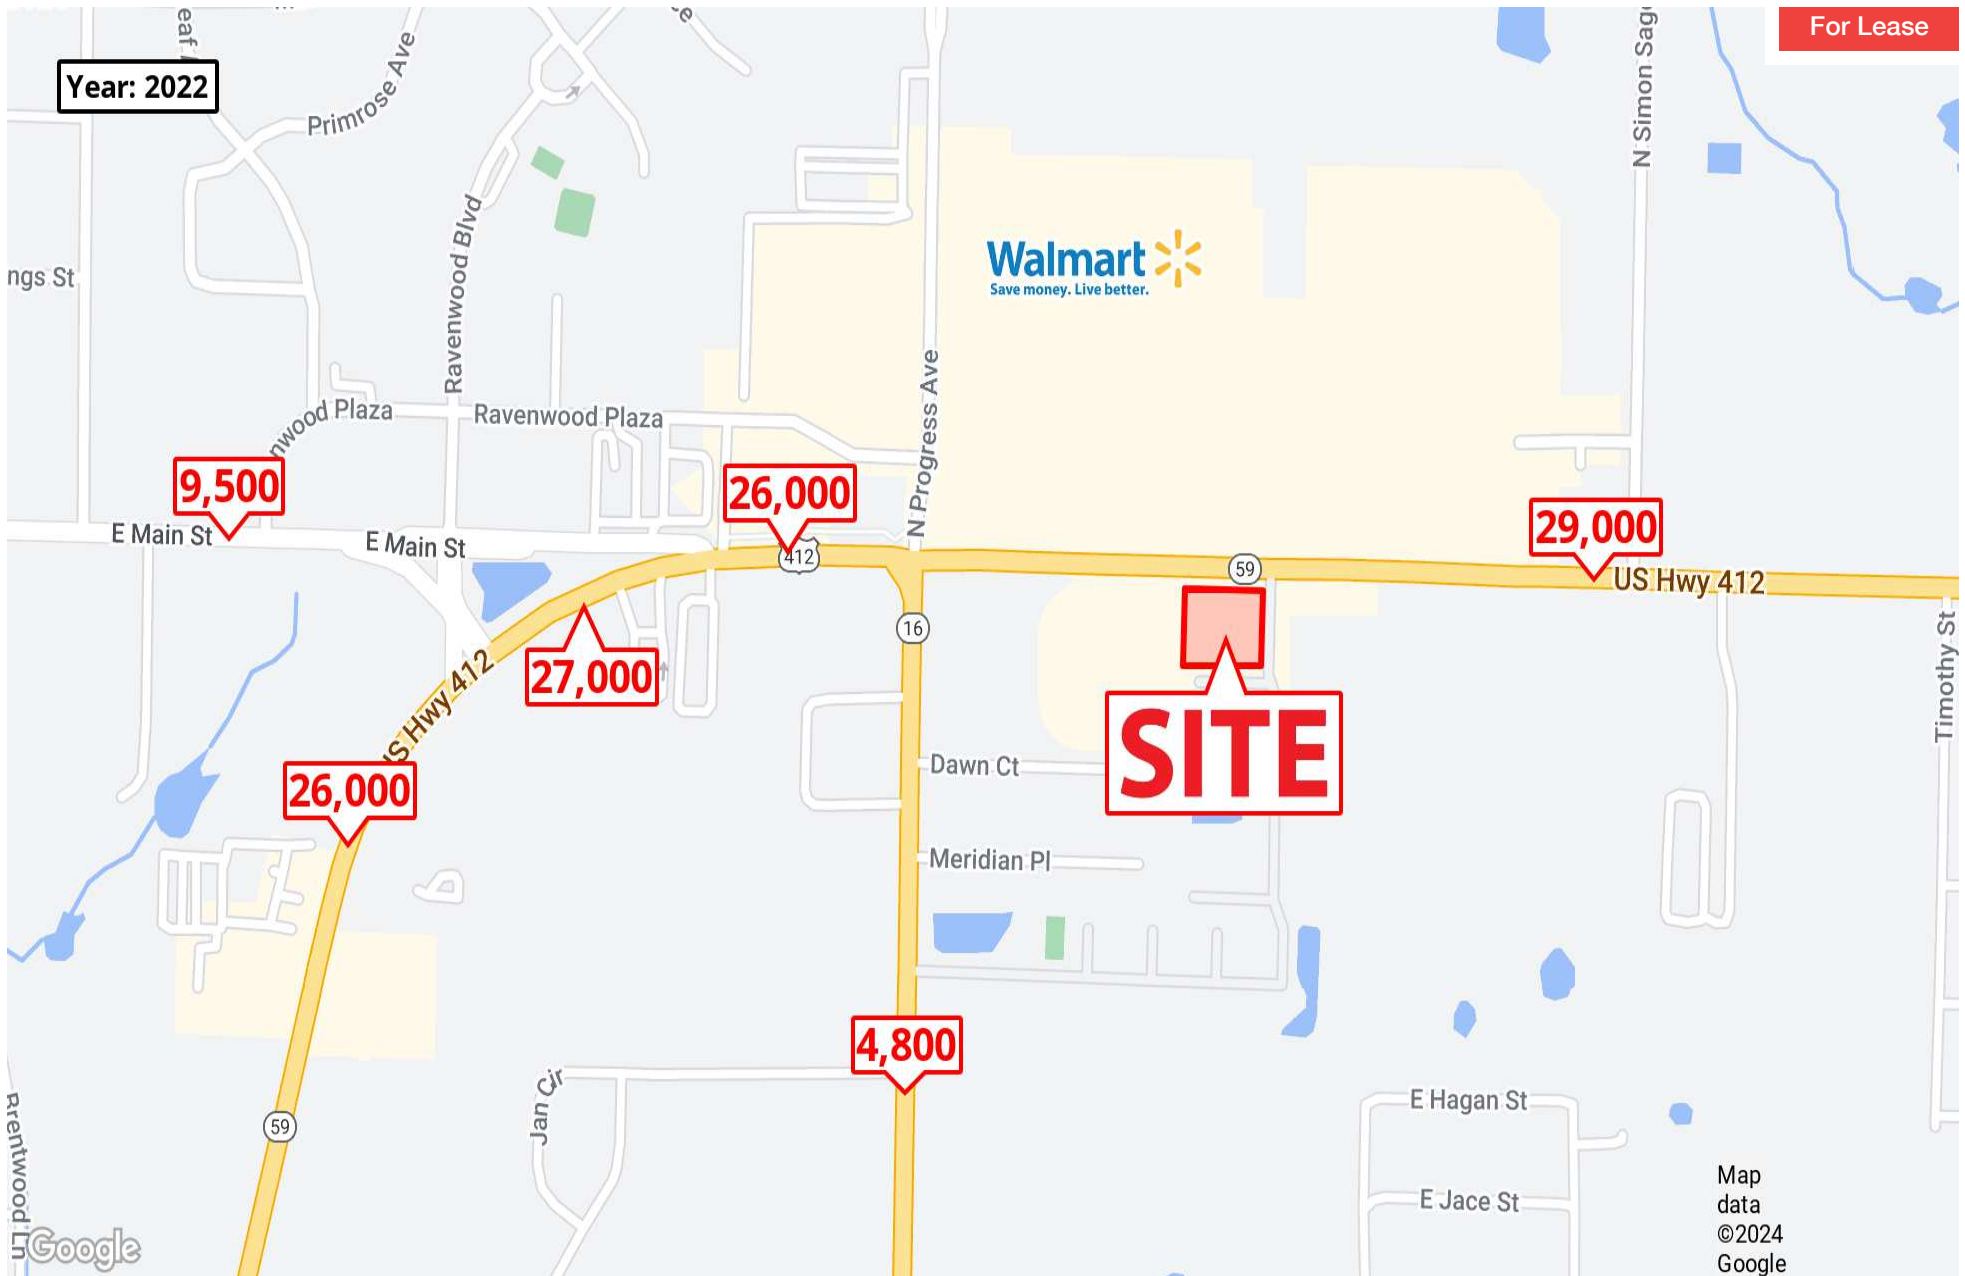 For Lease
Year: 2022
Primrose Ave
N Simon Sage
Ravenwood Blvd
Walmart
Save money. Live better.
ngs St
N Progress Ave
nwood Plaza
Ravenwood Plaza
9,500
26,000
29,000
E Main St
E Main St
412
59
US Hwy 412
16
27,000
SITE
US Hwy 412
Timothy St
Dawn Ct
26,000
Meridian Pl
4,800
Jan Cir
59
E Hagan St
Brentwood Ln
E Jace St
Map
data
©2024
Google
Google